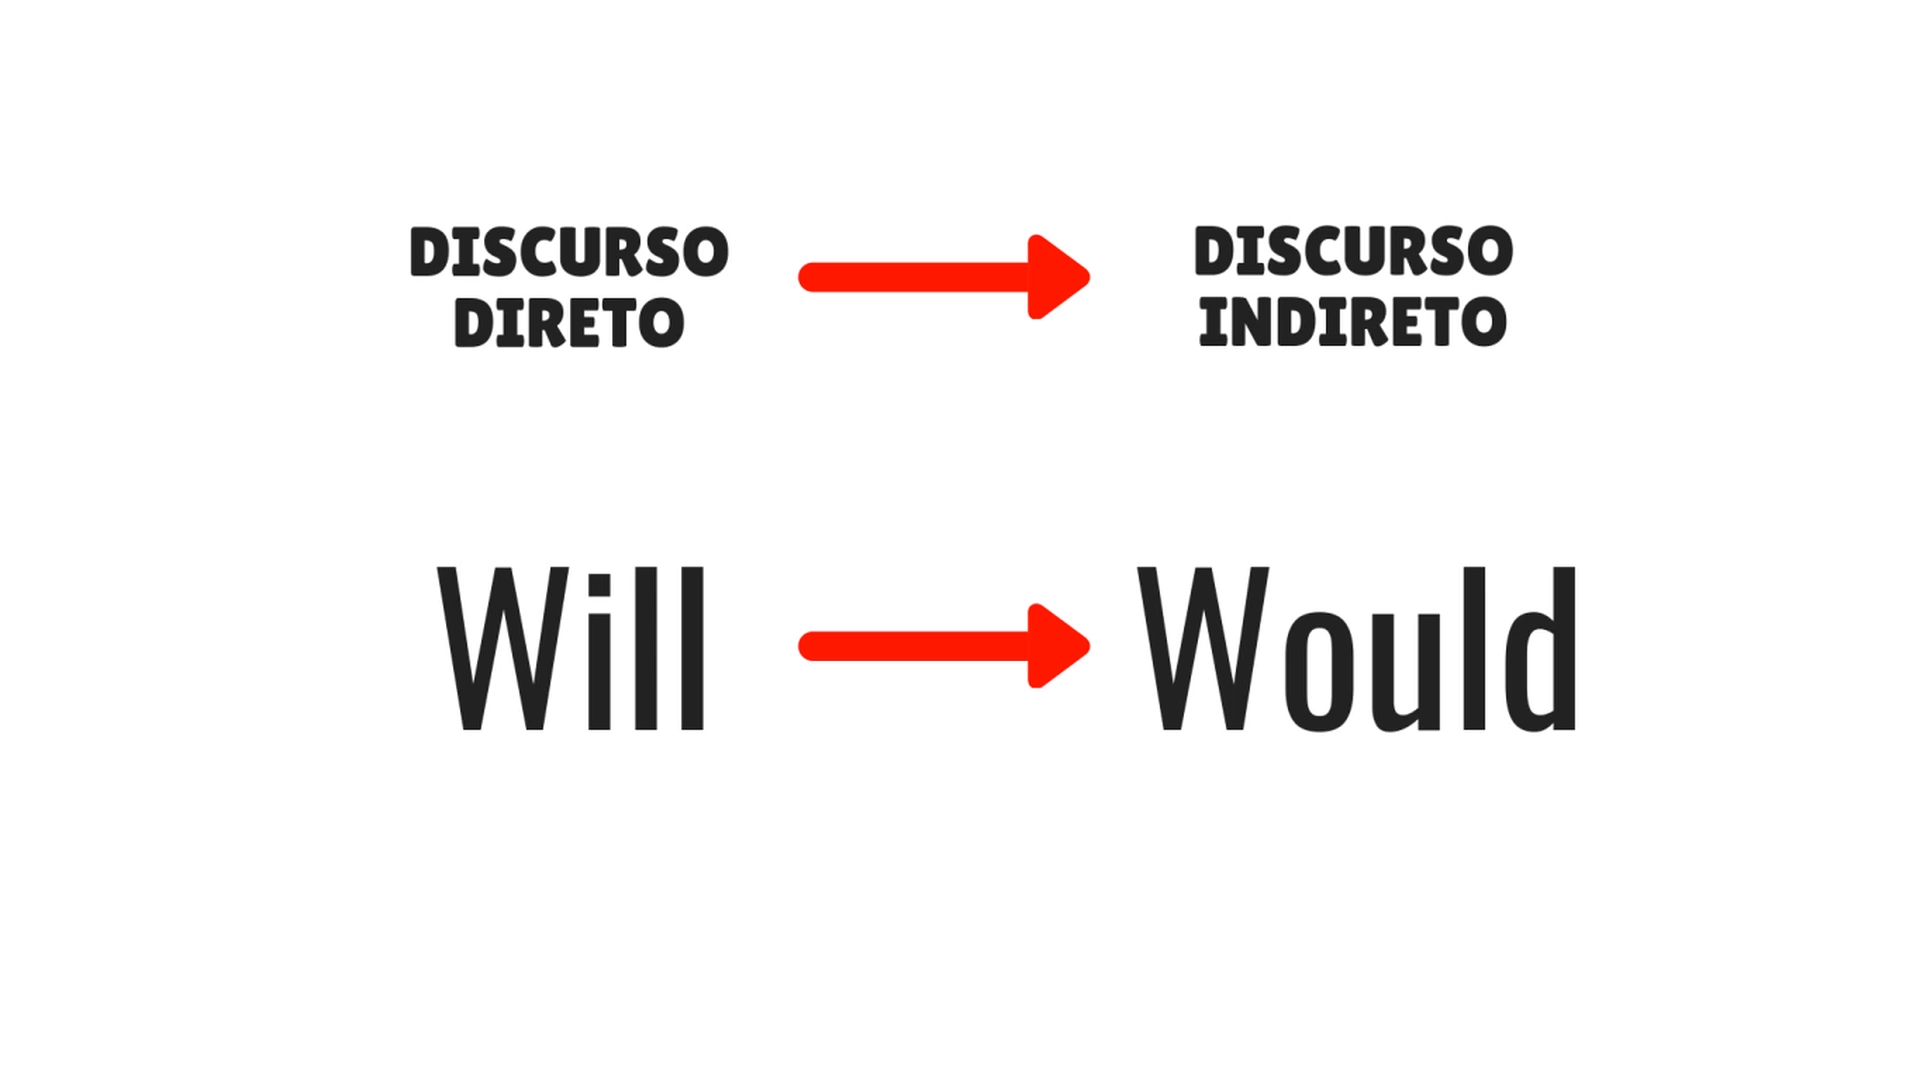 DISCURSO
DIRETO
DISCURSO
INDIRETO
Will
Would